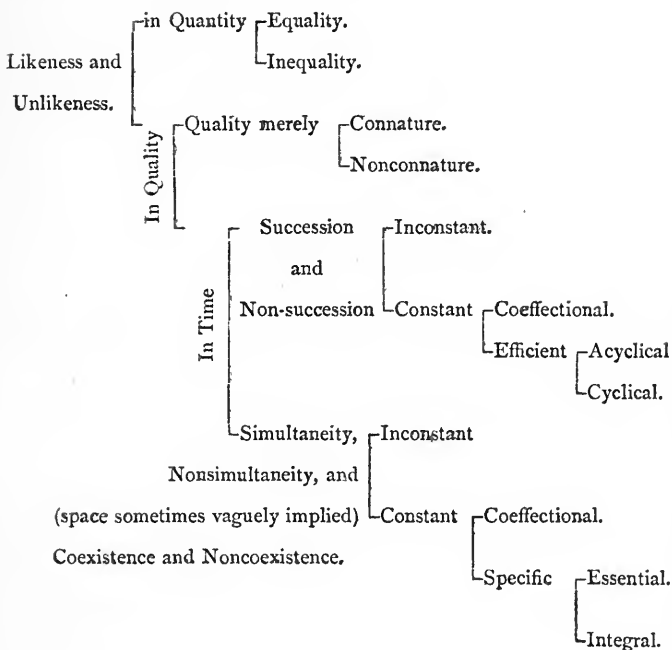 in Quantity Equality.
Likeness and Inequality.
Unlikeness.
In Quality
Quality merely Connature.
Nonconnature.
In Time
Succession Inconstant.
and
Non-succession Constant Coeffectional.
Efficient Acyclical
Cyclical.
Simultaneity, Inconstant
Nonsimultaneity, and
(space sometimes vaguely implied) Constant Coeffectional.
Coexistence and Noncoexistence.
Specific Essential.
Integral.